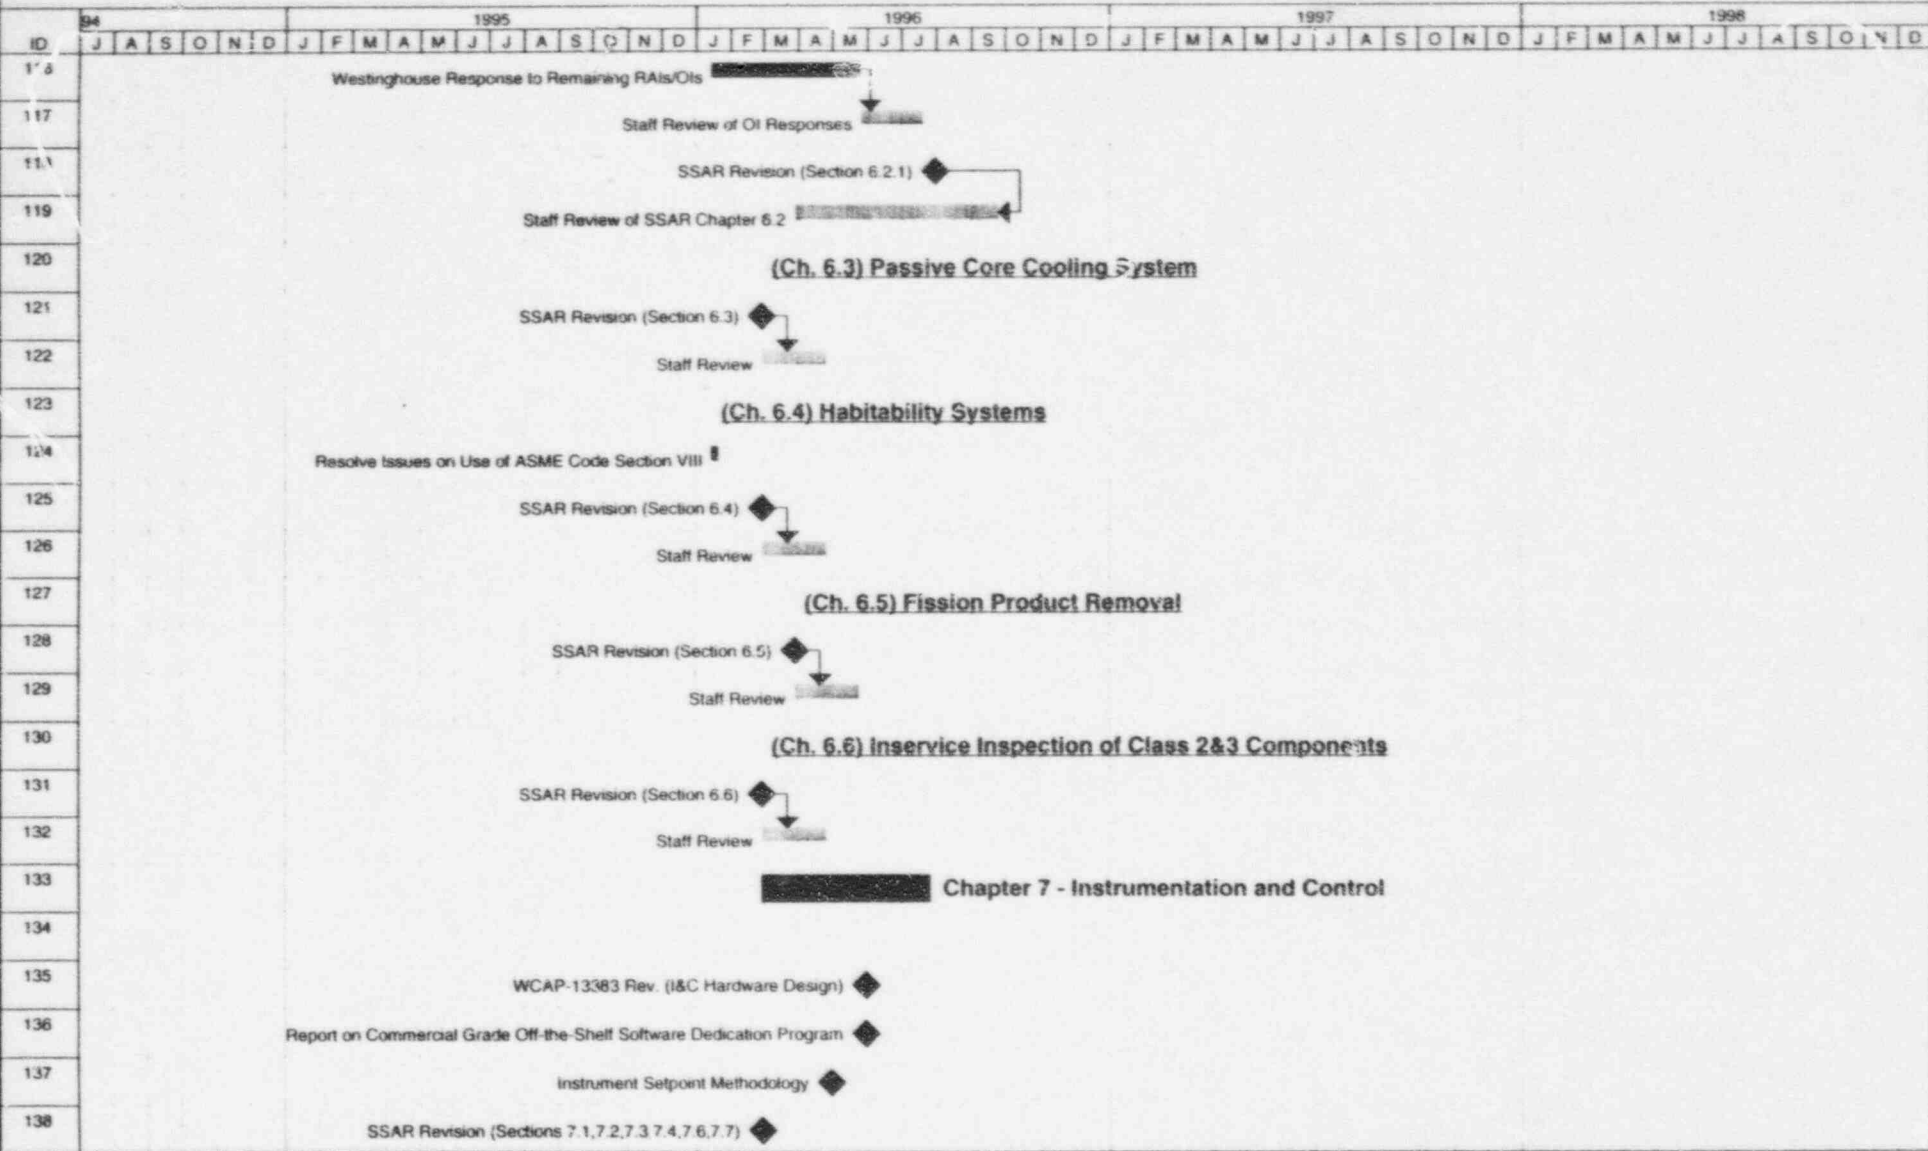 94 1995 1996 1997 1998
ID J A S O N D J F M A M J J A S O N D J F M A M J J A S O N D J F M A M J J A S O N D J F M A M J J A S O N D
Westinghouse Response to Remaining RAIs/OIs
117 Staff Review of OI Responses
SSAR Revision (Section 6.2.1)
119 Staff Review of SSAR Chapter 6.2
120 (Ch. 6.3) Passive Core Cooling System
121 SSAR Revision (Section 6.3)
122 Staff Review
123 (Ch. 6.4) Habitability Systems
124 Resolve Issues on Use of ASME Code Section VIII
125 SSAR Revision (Section 6.4)
126 Staff Review
127 (Ch. 6.5) Fission Product Removal
128 SSAR Revision (Section 6.5)
129 Staff Review
130 (Ch. 6.6) Inservice Inspection of Class 2&3 Components
131 SSAR Revision (Section 6.6)
132 Staff Review
133 Chapter 7 - Instrumentation and Control
134
135 WCAP-13383 Rev. (I&C Hardware Design)
136 Report on Commercial Grade Off-the-Shelf Software Dedication Program
137 Instrument Setpoint Methodology
138 SSAR Revision (Sections 7.1,7.2,7.3 7.4,7.6,7.7)